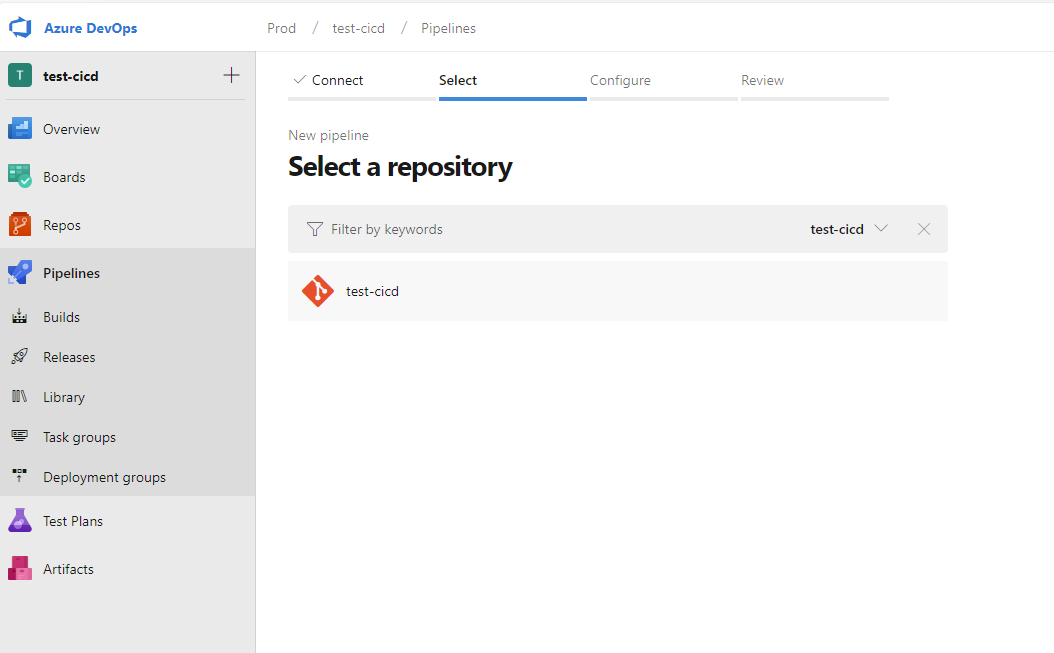 Azure DevOps
Prod / test-cicd / Pipelines
T test-cicd
Overview
Boards
Repos
Pipelines
Builds
Releases
Library
Task groups
Deployment groups
Test Plans
Artifacts
Connect Select Configure Review
New pipeline
Select a repository
Filter by keywords test-cicd
test-cicd